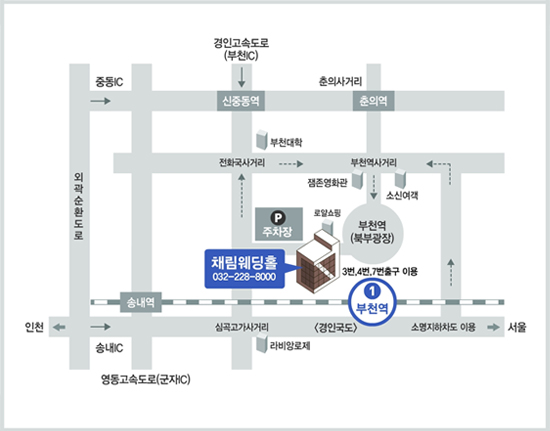 경인고속도로
(부천IC)
중동IC
춘의사거리
신중동역
춘의역
부천대학
전화국사거리
부천역사거리
잼존영화관
소신여객
외곽순환도로
P
주차장
로얄쇼핑
부천역
(북부광장)
채림웨딩홀
032-228-8000
3번,4번,7번출구 이용
1
송내역
부천역
인천
심곡고가사거리
〈경인국도〉
소명지하차도 이용
서울
송내IC
라비앙로제
영동고속도로(군자IC)